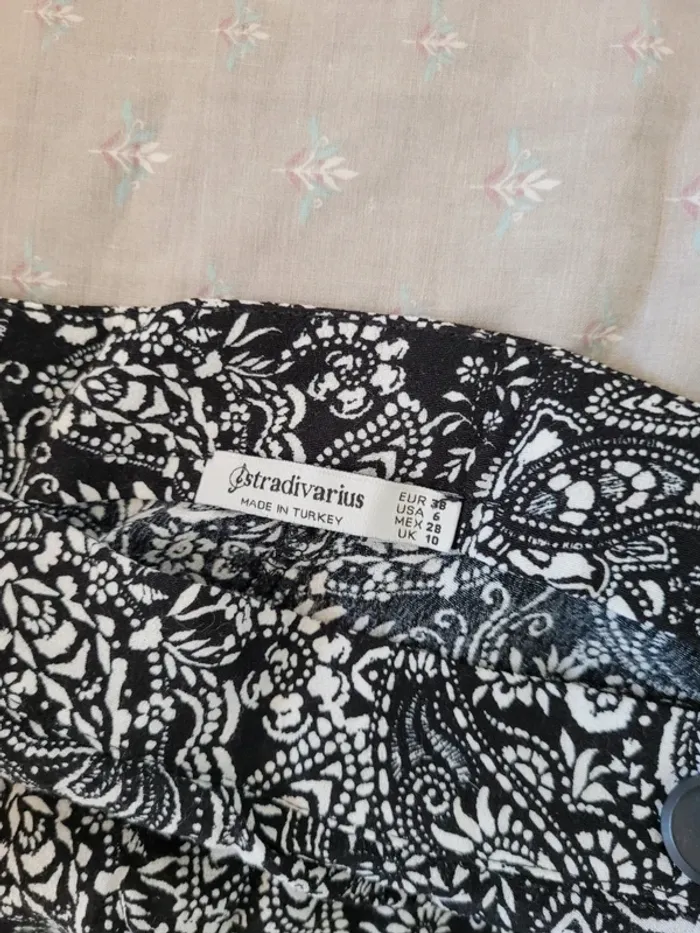 stradivarius
MADE IN TURKEY
EUR 38
USA 6
MEX 28
UK 10